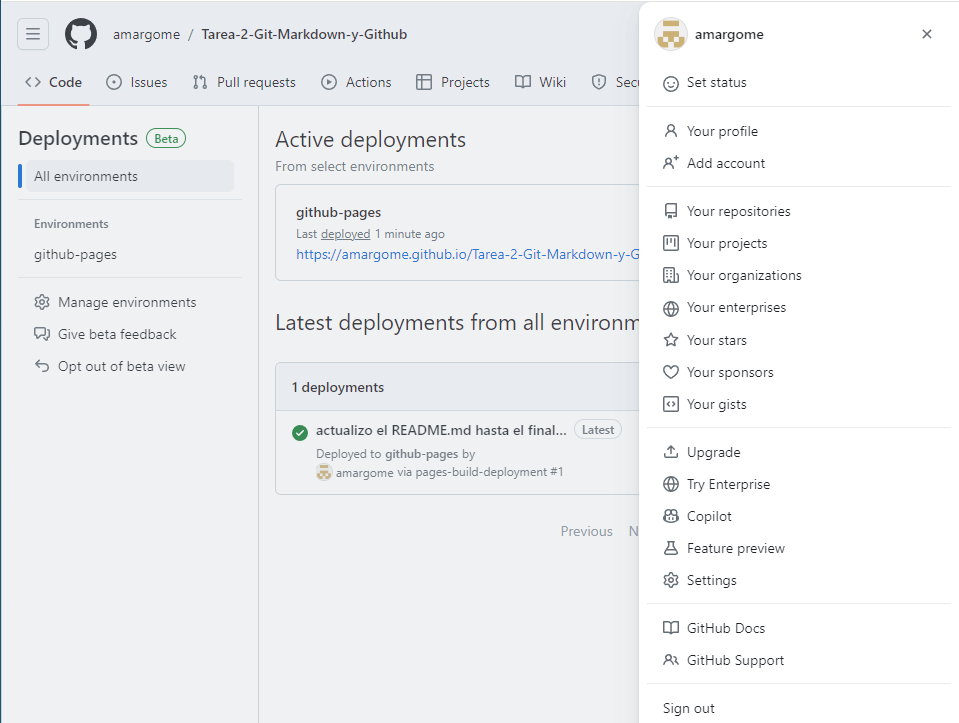 amargome / Tarea-2-Git-Markdown-y-Github
Code Issues Pull requests Actions Projects Wiki
Deployments Beta
All environments
Environments
github-pages
Manage environments
Give beta feedback
Opt out of beta view
Active deployments
From select environments
github-pages
Last deployed 1 minute ago
https://amargome.github.io/Tarea-2-Git-Markdown-y-G
Latest deployments from all environm
1 deployments
actualizo el README.md hasta el final... Latest
Deployed to github-pages by
amargome via pages-build-deployment #1
Previous N
amargome
Set status
Your profile
Add account
Your repositories
Your projects
Your organizations
Your enterprises
Your stars
Your sponsors
Your gists
Upgrade
Try Enterprise
Copilot
Feature preview
Settings
GitHub Docs
GitHub Support
Sign out